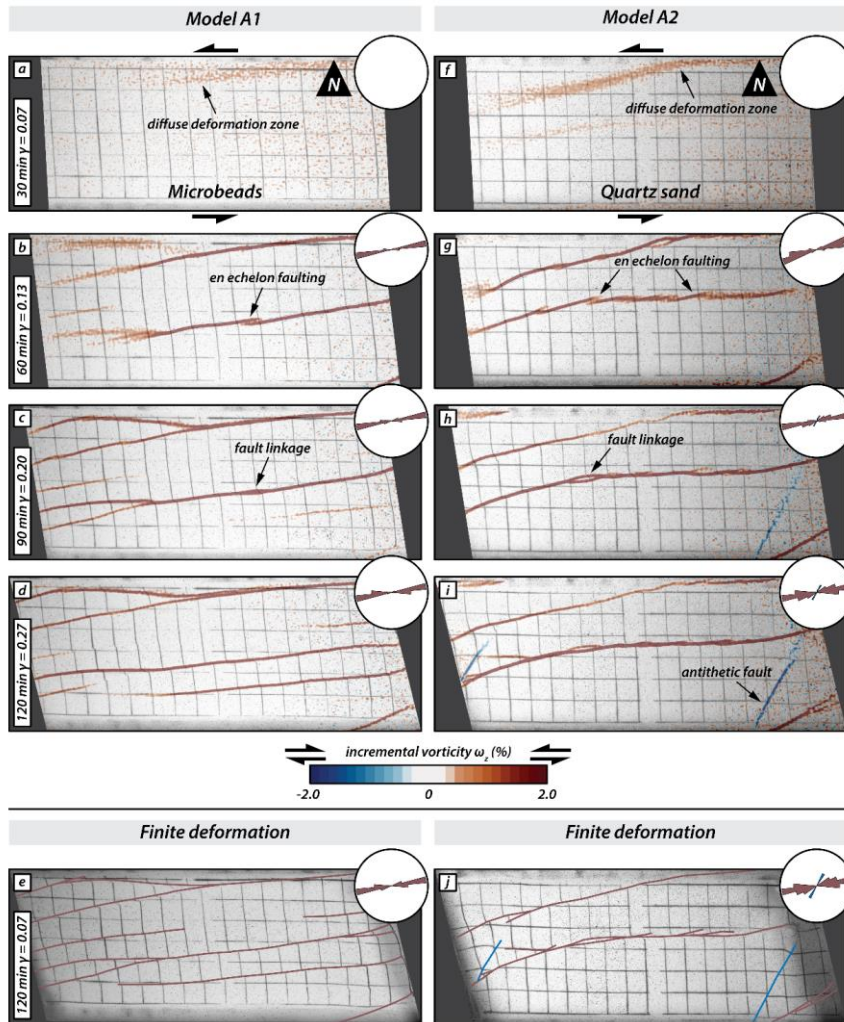 Model A1
Model A2
a
N
diffuse deformation zone
30 min γ = 0.07
Microbeads
f
N
diffuse deformation zone
Quartz sand
b
en echelon faulting
60 min γ = 0.13
g
en echelon faulting
c
fault linkage
90 min γ = 0.20
h
fault linkage
d
120 min γ = 0.27
i
antithetic fault
incremental vorticity ω_z (%)
-2.0 0 2.0
Finite deformation
Finite deformation
e
120 min γ = 0.07
j